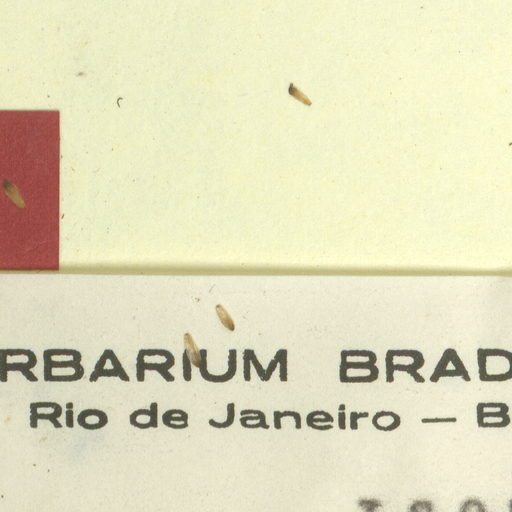 RBARIUM BRAD
Rio de Janeiro — B